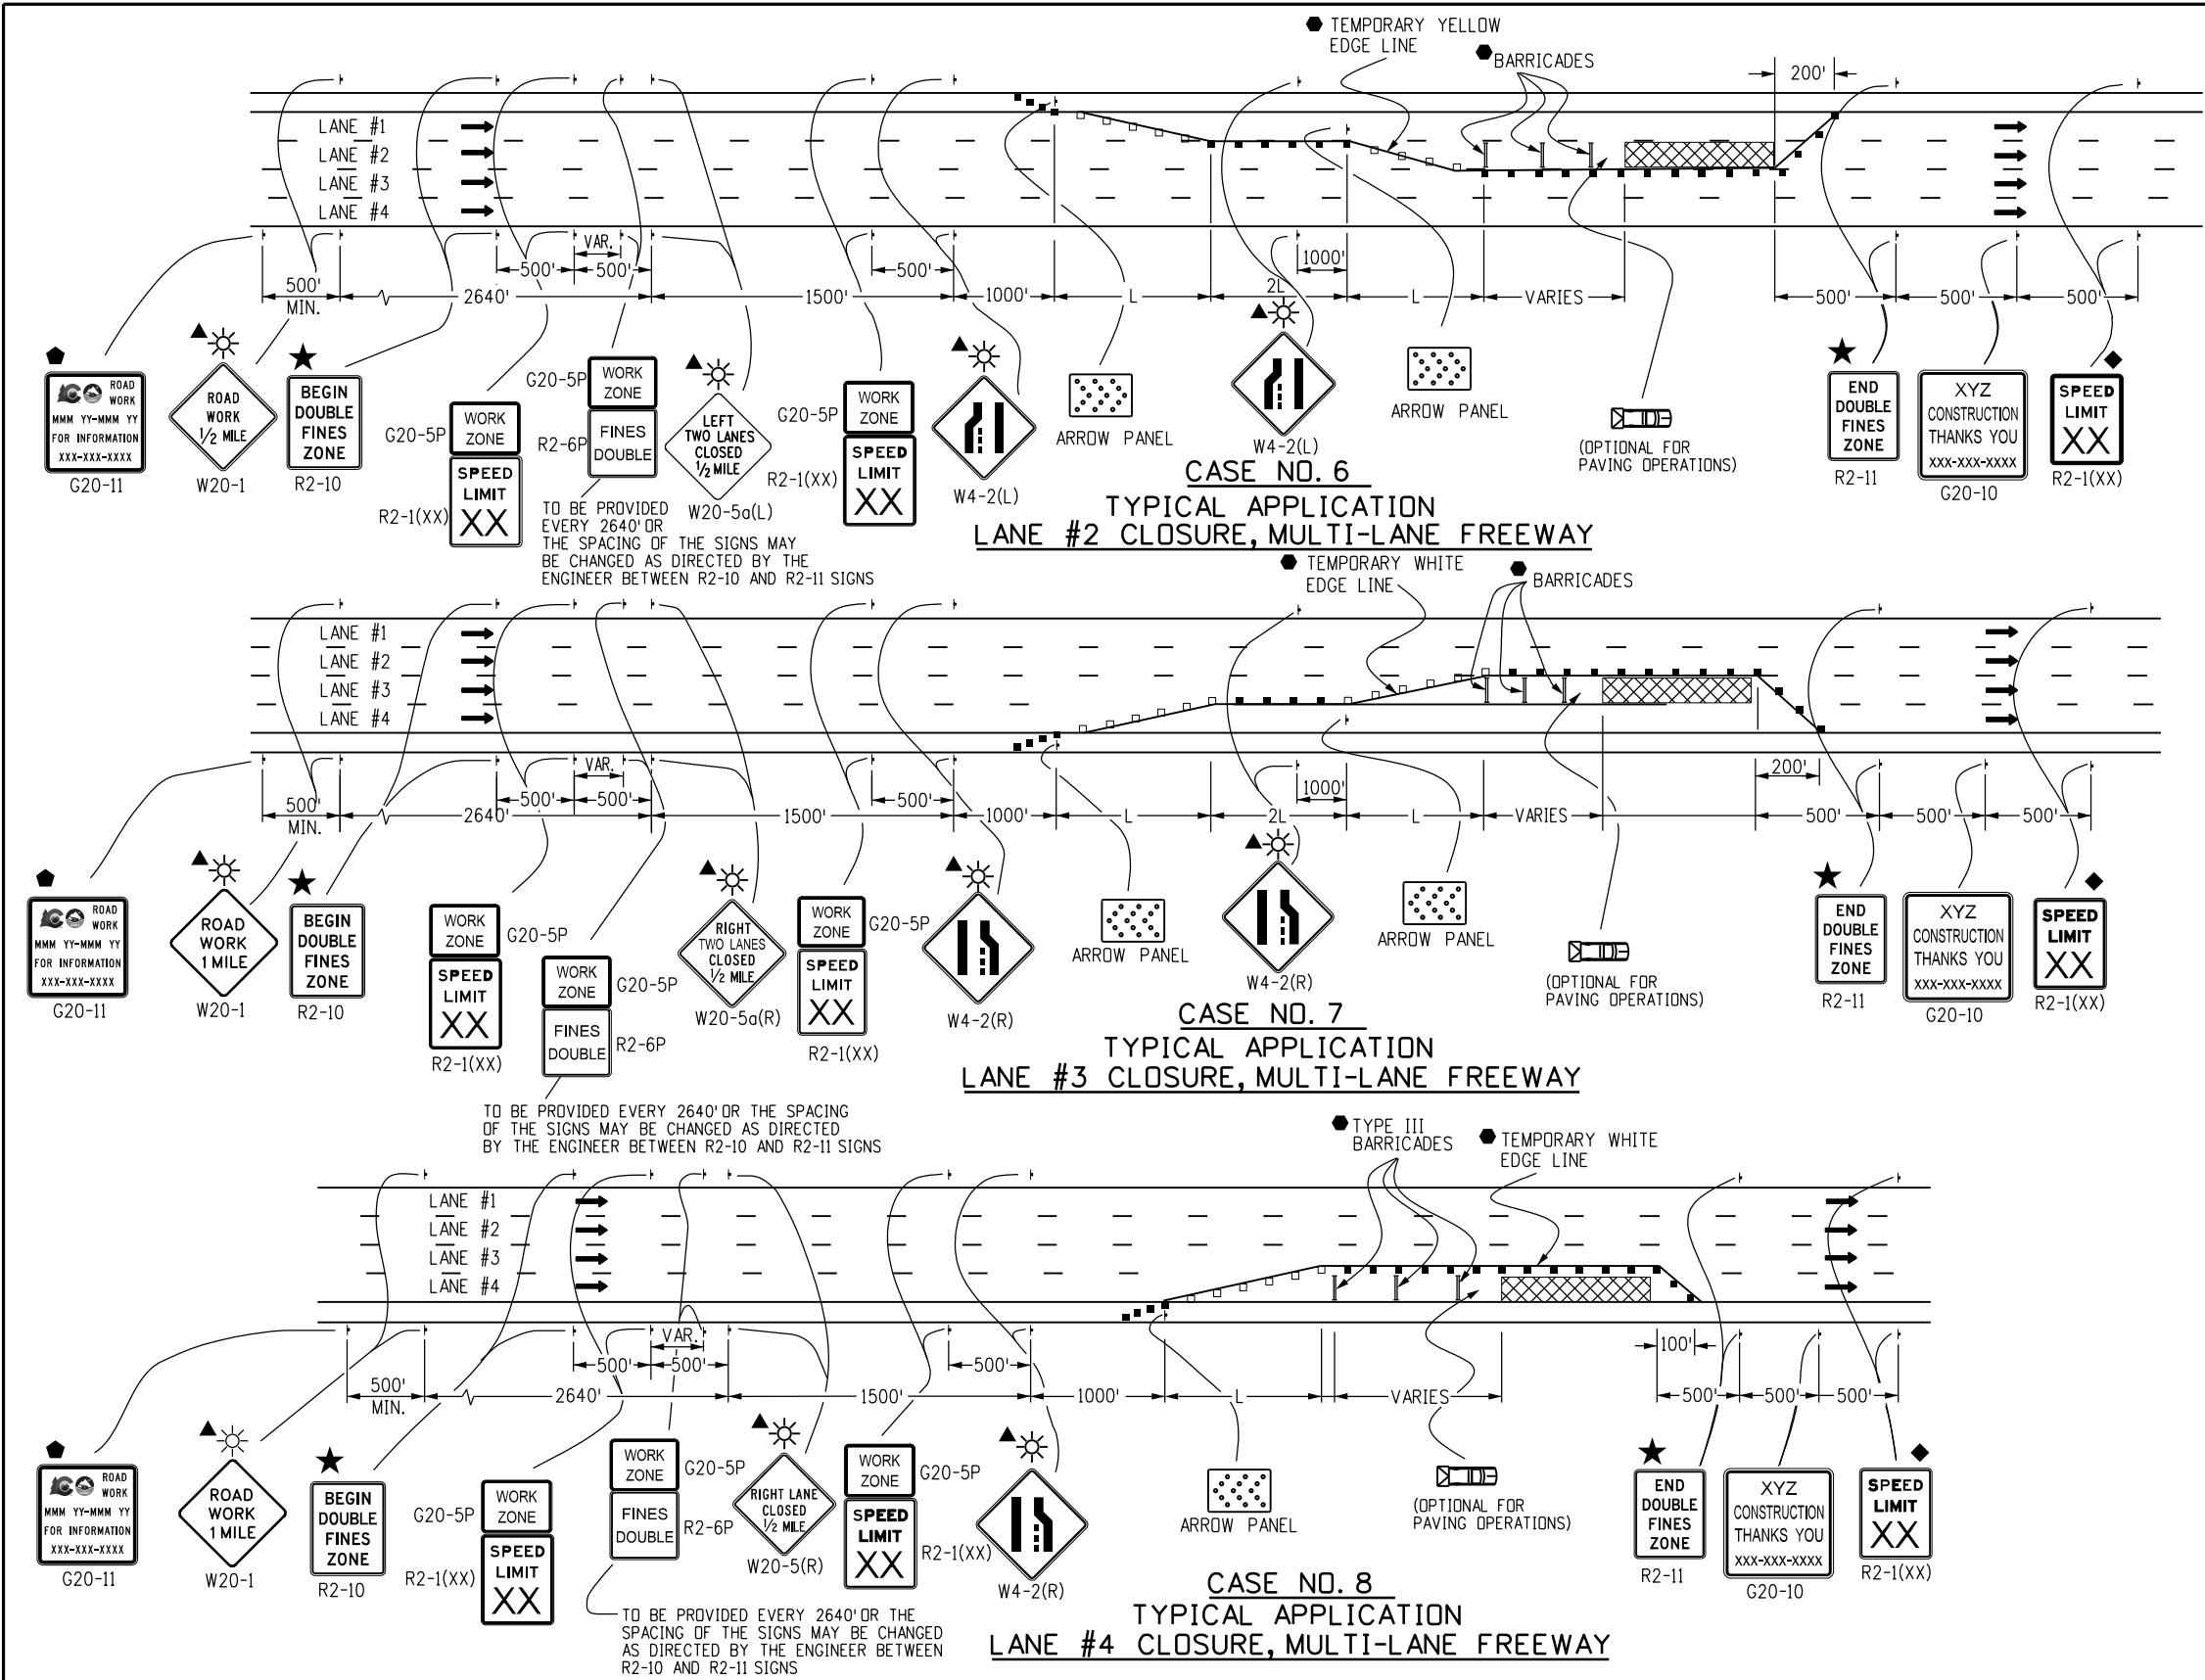 TEMPORARY YELLOW
EDGE LINE
BARRICADES
200'
LANE #1
LANE #2
LANE #3
LANE #4
VAR.
500'
500'
500'
1000'
500'
MIN.
2640'
1500'
1000'
L
2L
L
VARIES
500'
500'
500'
ROAD
WORK
MMM YY-MMM YY
FOR INFORMATION
XXX-XXX-XXXX
G20-11
ROAD
WORK
1/2 MILE
W20-1
BEGIN
DOUBLE
FINES
ZONE
R2-10
G20-5P
WORK
ZONE
SPEED
LIMIT
XX
R2-1(XX)
G20-5P
WORK
ZONE
R2-6P
FINES
DOUBLE
TO BE PROVIDED
EVERY 2640' OR
THE SPACING OF THE SIGNS MAY
BE CHANGED AS DIRECTED BY THE
ENGINEER BETWEEN R2-10 AND R2-11 SIGNS
LEFT
TWO LANES
CLOSED
1/2 MILE
W20-5a(L)
G20-5P
WORK
ZONE
SPEED
LIMIT
XX
R2-1(XX)
W4-2(L)
ARROW PANEL
W4-2(L)
ARROW PANEL
(OPTIONAL FOR
PAVING OPERATIONS)
END
DOUBLE
FINES
ZONE
R2-11
XYZ
CONSTRUCTION
THANKS YOU
XXX-XXX-XXXX
G20-10
SPEED
LIMIT
XX
R2-1(XX)
CASE NO. 6
TYPICAL APPLICATION
LANE #2 CLOSURE, MULTI-LANE FREEWAY
TEMPORARY WHITE
EDGE LINE
BARRICADES
LANE #1
LANE #2
LANE #3
LANE #4
VAR.
500'
500'
500'
1000'
200'
500'
MIN.
2640'
1500'
1000'
L
2L
L
VARIES
500'
500'
500'
ROAD
WORK
MMM YY-MMM YY
FOR INFORMATION
XXX-XXX-XXXX
G20-11
ROAD
WORK
1 MILE
W20-1
BEGIN
DOUBLE
FINES
ZONE
R2-10
WORK
ZONE
G20-5P
SPEED
LIMIT
XX
R2-1(XX)
WORK
ZONE
G20-5P
FINES
DOUBLE
R2-6P
TO BE PROVIDED EVERY 2640' OR THE SPACING
OF THE SIGNS MAY BE CHANGED AS DIRECTED
BY THE ENGINEER BETWEEN R2-10 AND R2-11 SIGNS
RIGHT
TWO LANES
CLOSED
1/2 MILE
W20-5a(R)
WORK
ZONE
G20-5P
SPEED
LIMIT
XX
R2-1(XX)
W4-2(R)
ARROW PANEL
W4-2(R)
ARROW PANEL
(OPTIONAL FOR
PAVING OPERATIONS)
END
DOUBLE
FINES
ZONE
R2-11
XYZ
CONSTRUCTION
THANKS YOU
XXX-XXX-XXXX
G20-10
SPEED
LIMIT
XX
R2-1(XX)
CASE NO. 7
TYPICAL APPLICATION
LANE #3 CLOSURE, MULTI-LANE FREEWAY
TYPE III
BARRICADES
TEMPORARY WHITE
EDGE LINE
LANE #1
LANE #2
LANE #3
LANE #4
VAR.
500'
500'
500'
100'
500'
MIN.
2640'
1500'
1000'
L
VARIES
500'
500'
500'
ROAD
WORK
MMM YY-MMM YY
FOR INFORMATION
XXX-XXX-XXXX
G20-11
ROAD
WORK
1 MILE
W20-1
BEGIN
DOUBLE
FINES
ZONE
R2-10
G20-5P
WORK
ZONE
SPEED
LIMIT
XX
R2-1(XX)
WORK
ZONE
G20-5P
FINES
DOUBLE
R2-6P
TO BE PROVIDED EVERY 2640' OR THE
SPACING OF THE SIGNS MAY BE CHANGED
AS DIRECTED BY THE ENGINEER BETWEEN
R2-10 AND R2-11 SIGNS
RIGHT LANE
CLOSED
1/2 MILE
W20-5(R)
WORK
ZONE
G20-5P
SPEED
LIMIT
XX
R2-1(XX)
W4-2(R)
ARROW PANEL
(OPTIONAL FOR
PAVING OPERATIONS)
END
DOUBLE
FINES
ZONE
R2-11
XYZ
CONSTRUCTION
THANKS YOU
XXX-XXX-XXXX
G20-10
SPEED
LIMIT
XX
R2-1(XX)
CASE NO. 8
TYPICAL APPLICATION
LANE #4 CLOSURE, MULTI-LANE FREEWAY